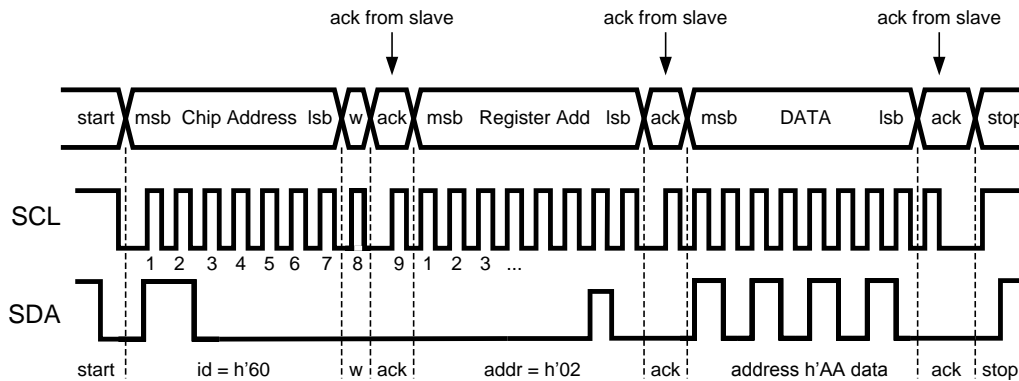 ack from slave ack from slave ack from slave
start msb Chip Address lsb w ack msb Register Add lsb ack msb DATA lsb ack stop
SCL
1 2 3 4 5 6 7 8 9 1 2 3 ...
SDA
start id = h'60 w ack addr = h'02 ack address h'AA data ack stop